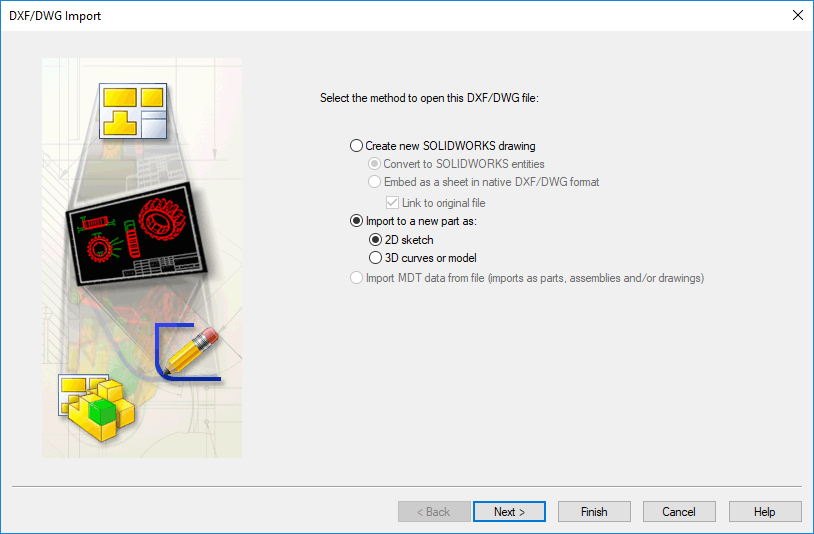 DXF/DWG Import
Select the method to open this DXF/DWG file:
Create new SOLIDWORKS drawing
Convert to SOLIDWORKS entities
Embed as a sheet in native DXF/DWG format
Link to original file
Import to a new part as:
2D sketch
3D curves or model
Import MDT data from file (imports as parts, assemblies and/or drawings)
< Back Next > Finish Cancel Help